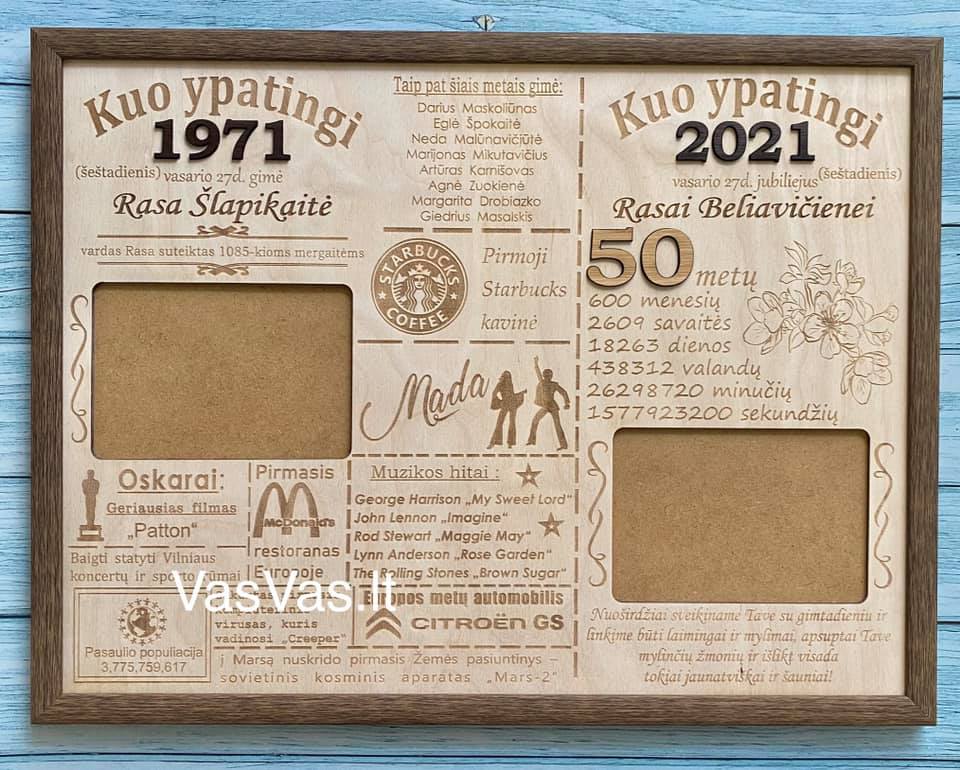 Kuo ypatingi
1971
(šeštadienis) vasario 27d. gimė
Rasa Šlapikaitė
vardas Rasa suteiktas 1085-kioms mergaitėms
Oskarai:
Geriausias filmas
„Patton“
Baigti statyti Vilniaus
koncertų ir sporto rūmai
Pirmasis
McDonald's
restoranas
Europoje
Pasaulio populiacija
3,775,759,617
virusas, kuris
vadinosi „Creeper“
į Marsą nuskrido pirmasis Žemės pasiuntinys -
sovietinis kosminis aparatas „Mars-2“
Taip pat šiais metais gimė:
Darius Maskoliūnas
Eglė Špokaitė
Neda Malūnavičiūtė
Marijonas Mikutavičius
Artūras Karnišovas
Agnė Zuokienė
Margarita Drobiazko
Giedrius Masalskis
STARBUCKS
COFFEE
Pirmoji
Starbucks
kavinė
Mada
Muzikos hitai :
George Harrison „My Sweet Lord“
John Lennon „Imagine“
Rod Stewart „Maggie May“
Lynn Anderson „Rose Garden“
The Rolling Stones „Brown Sugar“
Europos metų automobilis
CITROËN GS
Kuo ypatingi
2021
vasario 27d. jubiliejus (šeštadienis)
Rasai Beliavičienei
50 metų
600 mėnesių
2609 savaitės
18263 dienos
438312 valandų
26298720 minučių
1577923200 sekundžių
Nuoširdžiai sveikiname Tave su gimtadieniu ir
linkime būti laimingai ir mylimai, apsuptai Tave
mylinčių žmonių ir išlikt visada
tokiai jaunatviškai ir šauniai!
VasVas.lt